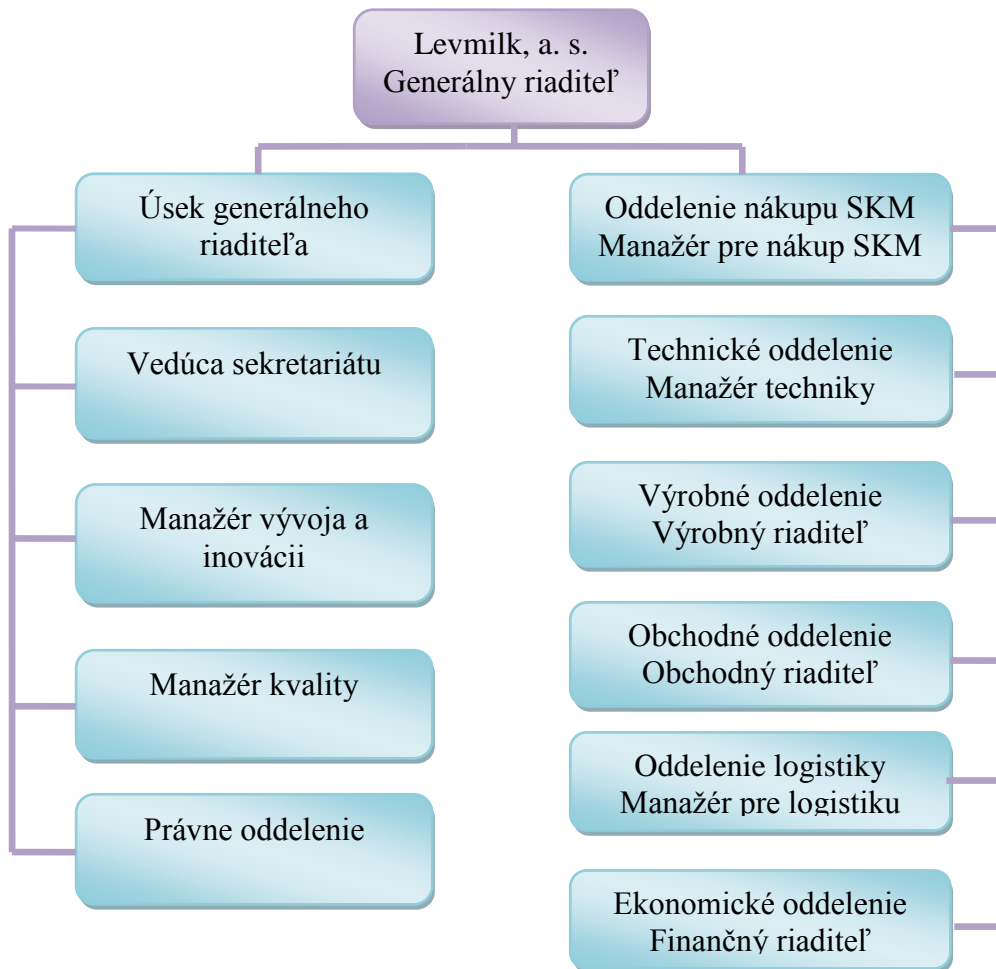 Levmilk, a. s.
Generálny riaditeľ
Úsek generálneho
riaditeľa
Vedúca sekretariátu
Manažér vývoja a
inovácii
Manažér kvality
Právne oddelenie
Oddelenie nákupu SKM
Manažér pre nákup SKM
Technické oddelenie
Manažér techniky
Výrobné oddelenie
Výrobný riaditeľ
Obchodné oddelenie
Obchodný riaditeľ
Oddelenie logistiky
Manažér pre logistiku
Ekonomické oddelenie
Finančný riaditeľ